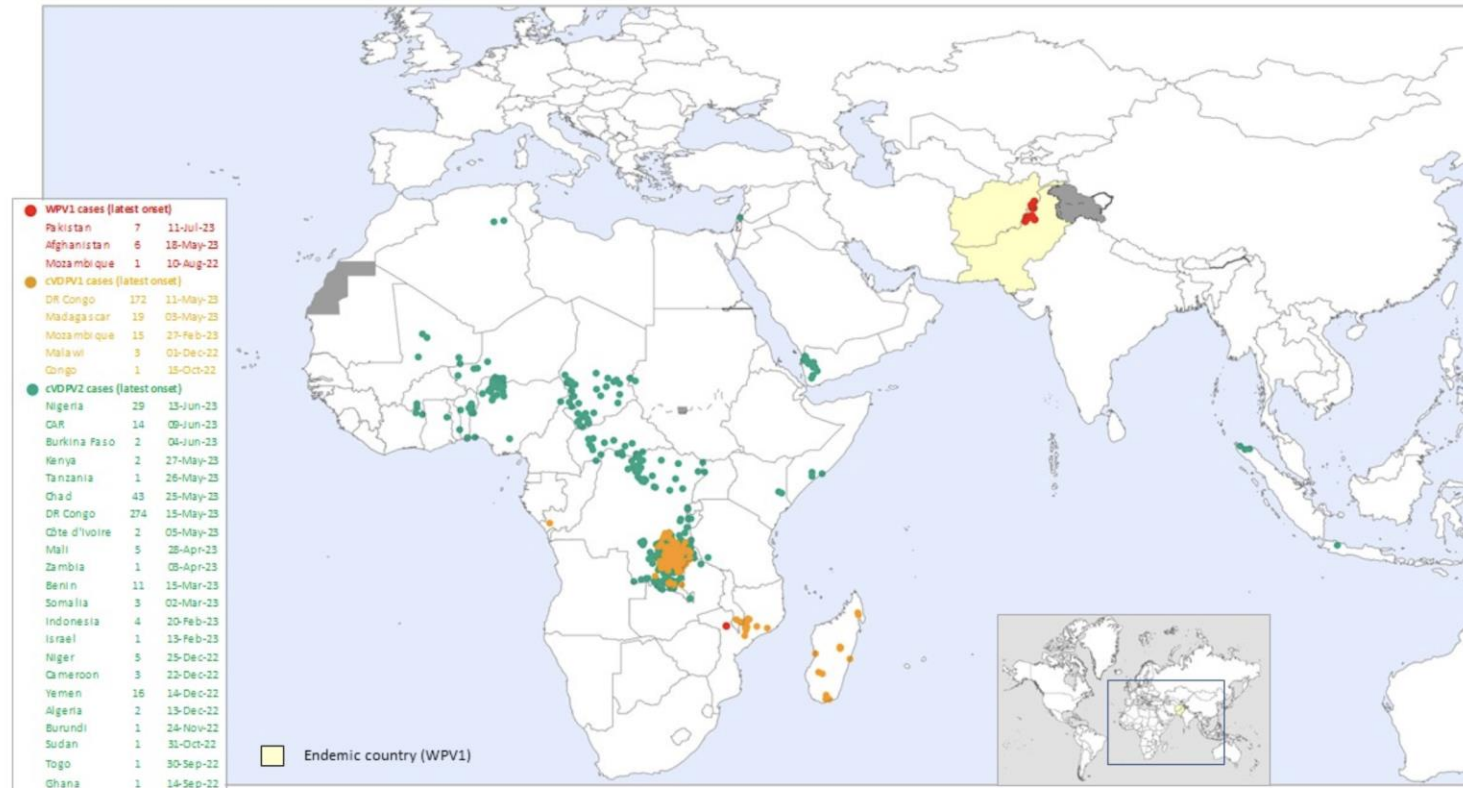 WPV1 cases (latest onset)
Pakistan 7 11-Jul-23
Afghanistan 6 18-May-23
Mozambique 1 10-Aug-22
cVDPV1 cases (latest onset)
DR Congo 172 11-May-23
Madagascar 19 03-May-23
Mozambique 15 27-Feb-23
Malawi 3 01-Dec-22
Congo 1 15-Oct-22
cVDPV2 cases (latest onset)
Nigeria 29 13-Jun-23
CAR 14 09-Jun-23
Burkina Faso 2 04-Jun-23
Kenya 2 27-May-23
Tanzania 1 26-May-23
Chad 43 25-May-23
DR Congo 274 15-May-23
Côte d'Ivoire 2 05-May-23
Mali 5 28-Apr-23
Zambia 1 03-Apr-23
Benin 11 15-Mar-23
Somalia 3 02-Mar-23
Indonesia 4 20-Feb-23
Israel 1 13-Feb-23
Niger 5 25-Dec-22
Cameroon 3 22-Dec-22
Yemen 16 14-Dec-22
Algeria 2 13-Dec-22
Burundi 1 24-Nov-22
Sudan 1 31-Oct-22
Togo 1 30-Sep-22
Ghana 1 14-Sep-22
Endemic country (WPV1)